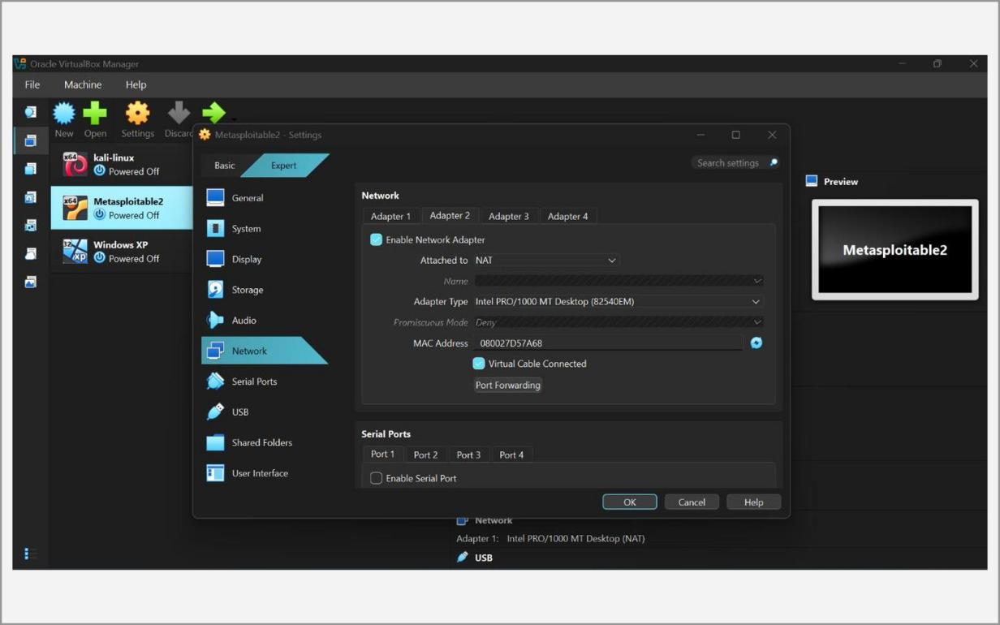 Oracle VirtualBox Manager
File Machine Help
New Open Settings Discard
x64 kali-linux
Powered Off
x64 Metasploitable2
Powered Off
32 XP Windows XP
Powered Off
Metasploitable2 - Settings
Basic Expert Search settings
General
System
Display
Storage
Audio
Network
Serial Ports
USB
Shared Folders
User Interface
Network
Adapter 1 Adapter 2 Adapter 3 Adapter 4
Enable Network Adapter
Attached to NAT
Name
Adapter Type Intel PRO/1000 MT Desktop (82540EM)
Promiscuous Mode Deny
MAC Address 080027D57A68
Virtual Cable Connected
Port Forwarding
Serial Ports
Port 1 Port 2 Port 3 Port 4
Enable Serial Port
OK Cancel Help
Preview
Metasploitable2
Network
Adapter 1: Intel PRO/1000 MT Desktop (NAT)
USB